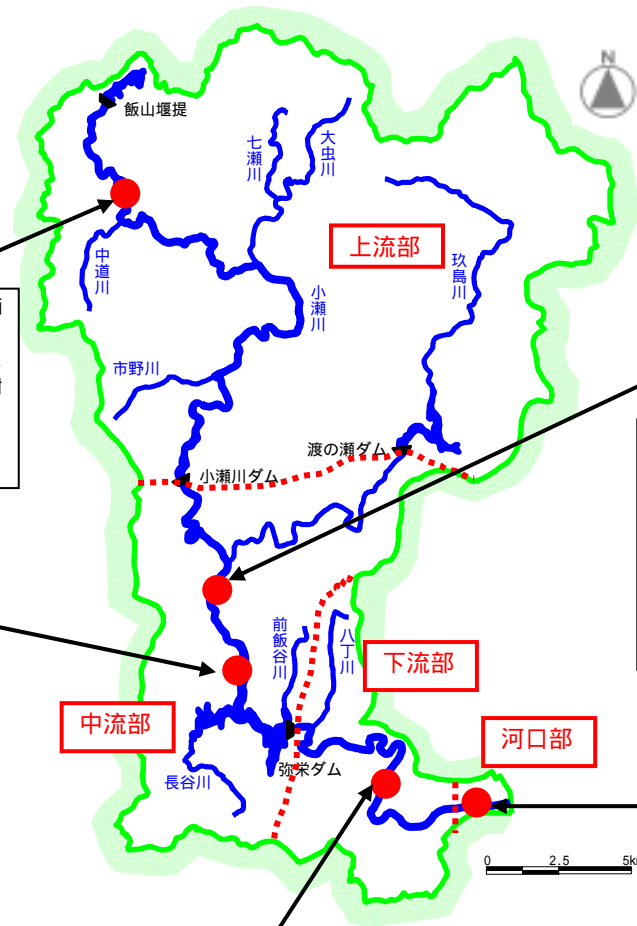 N
飯山堰提
七瀬川
大虫川
上流部
玖島川
中道川
小瀬川
市野川
渡の瀬ダム
小瀬川ダム
前飯谷川
八丁川
下流部
中流部
河口部
弥栄ダム
長谷川
0 2.5 5km